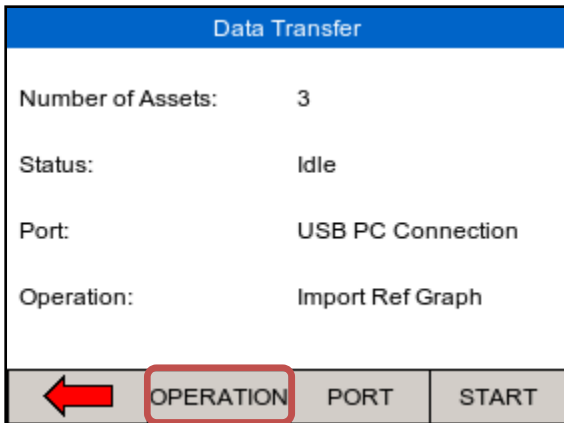 Data Transfer
Number of Assets: 3
Status: Idle
Port: USB PC Connection
Operation: Import Ref Graph
OPERATION PORT START